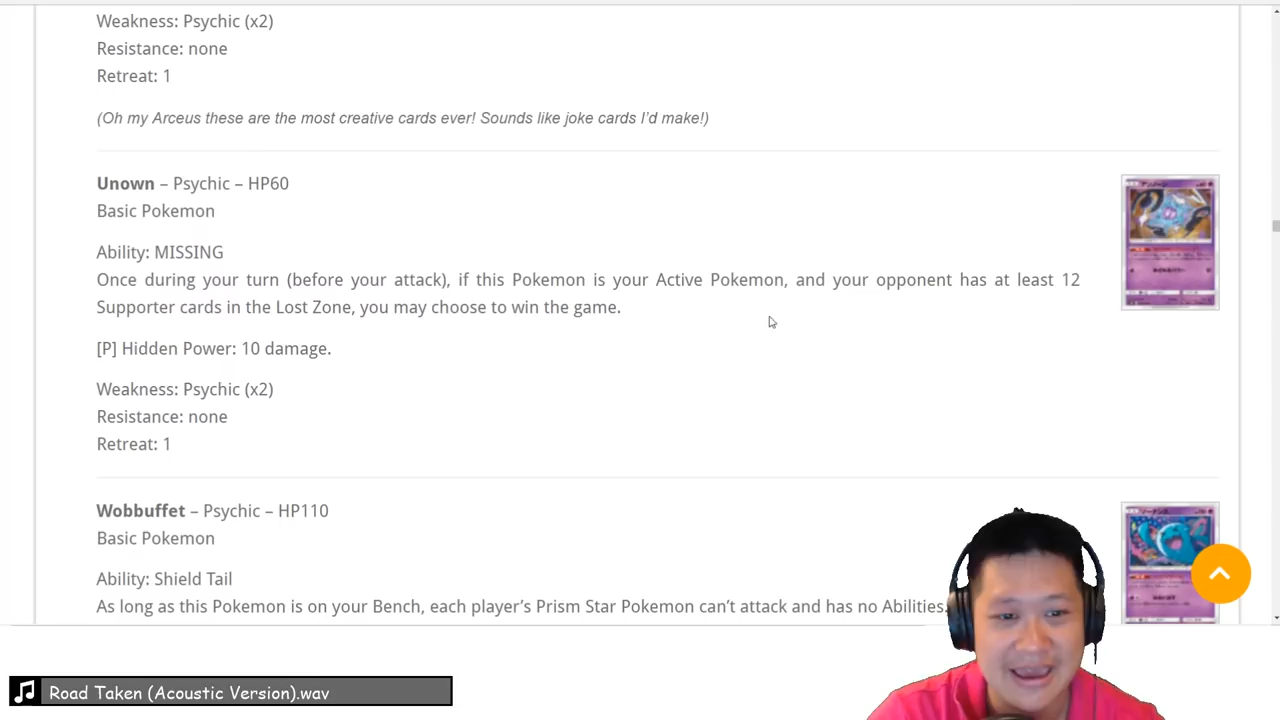 Weakness: Psychic (x2)
Resistance: none
Retreat: 1
(Oh my Arceus these are the most creative cards ever! Sounds like joke cards I'd make!)
Unown – Psychic – HP60
Basic Pokemon
Ability: MISSING
Once during your turn (before your attack), if this Pokemon is your Active Pokemon, and your opponent has at least 12
Supporter cards in the Lost Zone, you may choose to win the game.
[P] Hidden Power: 10 damage.
Weakness: Psychic (x2)
Resistance: none
Retreat: 1
Wobbuffet – Psychic – HP110
Basic Pokemon
Ability: Shield Tail
As long as this Pokemon is on your Bench, each player's Prism Star Pokemon can't attack and has no Abilities.
Road Taken (Acoustic Version).wav